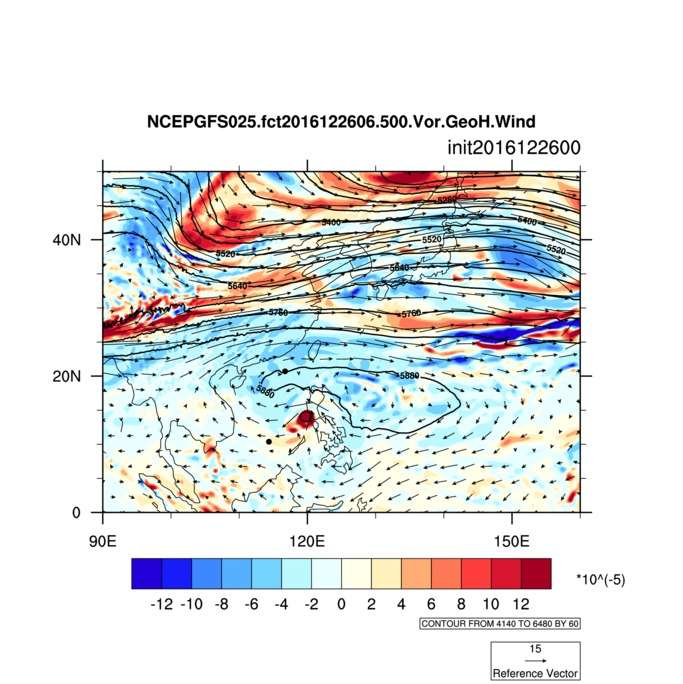 NCEPGFS025.fct2016122606.500.Vor.GeoH.Wind
init2016122600
5280
5400
5400
5520
5520
5520
5640
5640
5760
5760
5880
5880
40N
20N
0
90E 120E 150E
-12 -10 -8 -6 -4 -2 0 2 4 6 8 10 12
*10^(-5)
CONTOUR FROM 4140 TO 6480 BY 60
15
Reference Vector